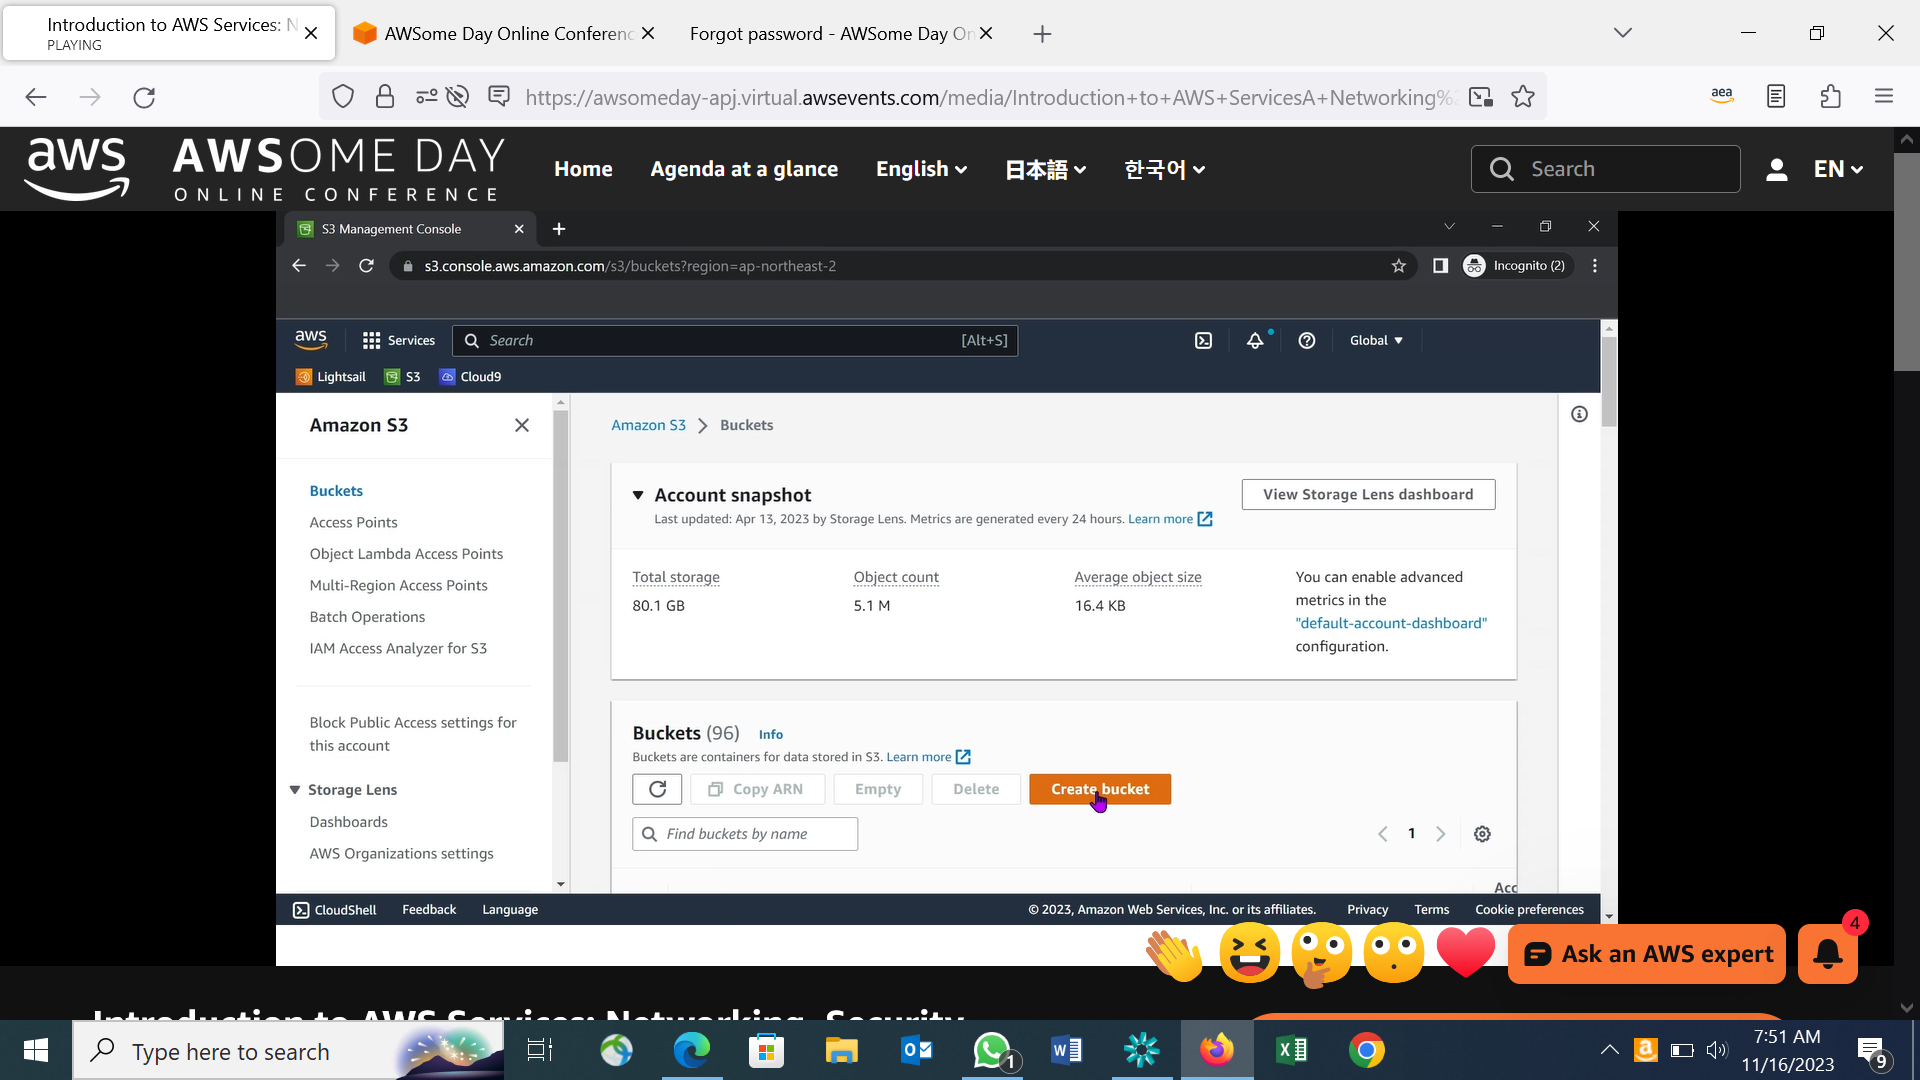 Introduction to AWS Services: N
PLAYING
AWSome Day Online Conferenc
Forgot password - AWSome Day On
https://awsomeday-apj.virtual.awsevents.com/media/Introduction+to+AWS+ServicesA+Networking%
aea
aws
AWSOME DAY
ONLINE CONFERENCE
Home
Agenda at a glance
English
日本語
한국어
Search
EN
S3 Management Console
s3.console.aws.amazon.com/s3/buckets?region=ap-northeast-2
Incognito (2)
aws
Services
Search
[Alt+S]
Global
Lightsail
S3
Cloud9
Amazon S3
Buckets
Access Points
Object Lambda Access Points
Multi-Region Access Points
Batch Operations
IAM Access Analyzer for S3
Block Public Access settings for
this account
Storage Lens
Dashboards
AWS Organizations settings
Amazon S3 > Buckets
Account snapshot
Last updated: Apr 13, 2023 by Storage Lens. Metrics are generated every 24 hours. Learn more
View Storage Lens dashboard
Total storage
80.1 GB
Object count
5.1 M
Average object size
16.4 KB
You can enable advanced
metrics in the
"default-account-dashboard"
configuration.
Buckets (96) Info
Buckets are containers for data stored in S3. Learn more
Copy ARN
Empty
Delete
Create bucket
Find buckets by name
1
Acc
CloudShell
Feedback
Language
© 2023, Amazon Web Services, Inc. or its affiliates.
Privacy
Terms
Cookie preferences
Ask an AWS expert
4
Introduction to AWS Services: Networking, Security
Type here to search
1
7:51 AM
11/16/2023
9